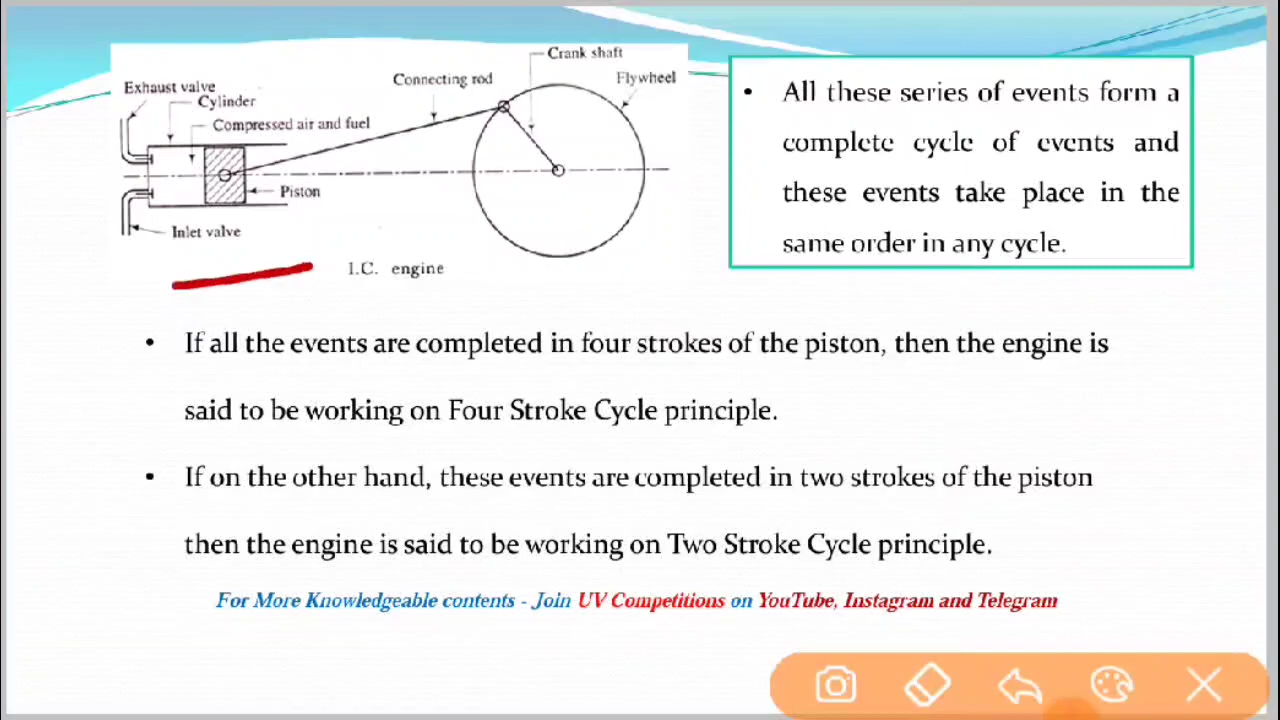 Crank shaft
Connecting rod
Flywheel
Exhaust valve
Cylinder
Compressed air and fuel
Piston
Inlet valve
I.C. engine
• All these series of events form a
complete cycle of events and
these events take place in the
same order in any cycle.
• If all the events are completed in four strokes of the piston, then the engine is
said to be working on Four Stroke Cycle principle.
• If on the other hand, these events are completed in two strokes of the piston
then the engine is said to be working on Two Stroke Cycle principle.
For More Knowledgeable contents - Join UV Competitions on YouTube, Instagram and Telegram